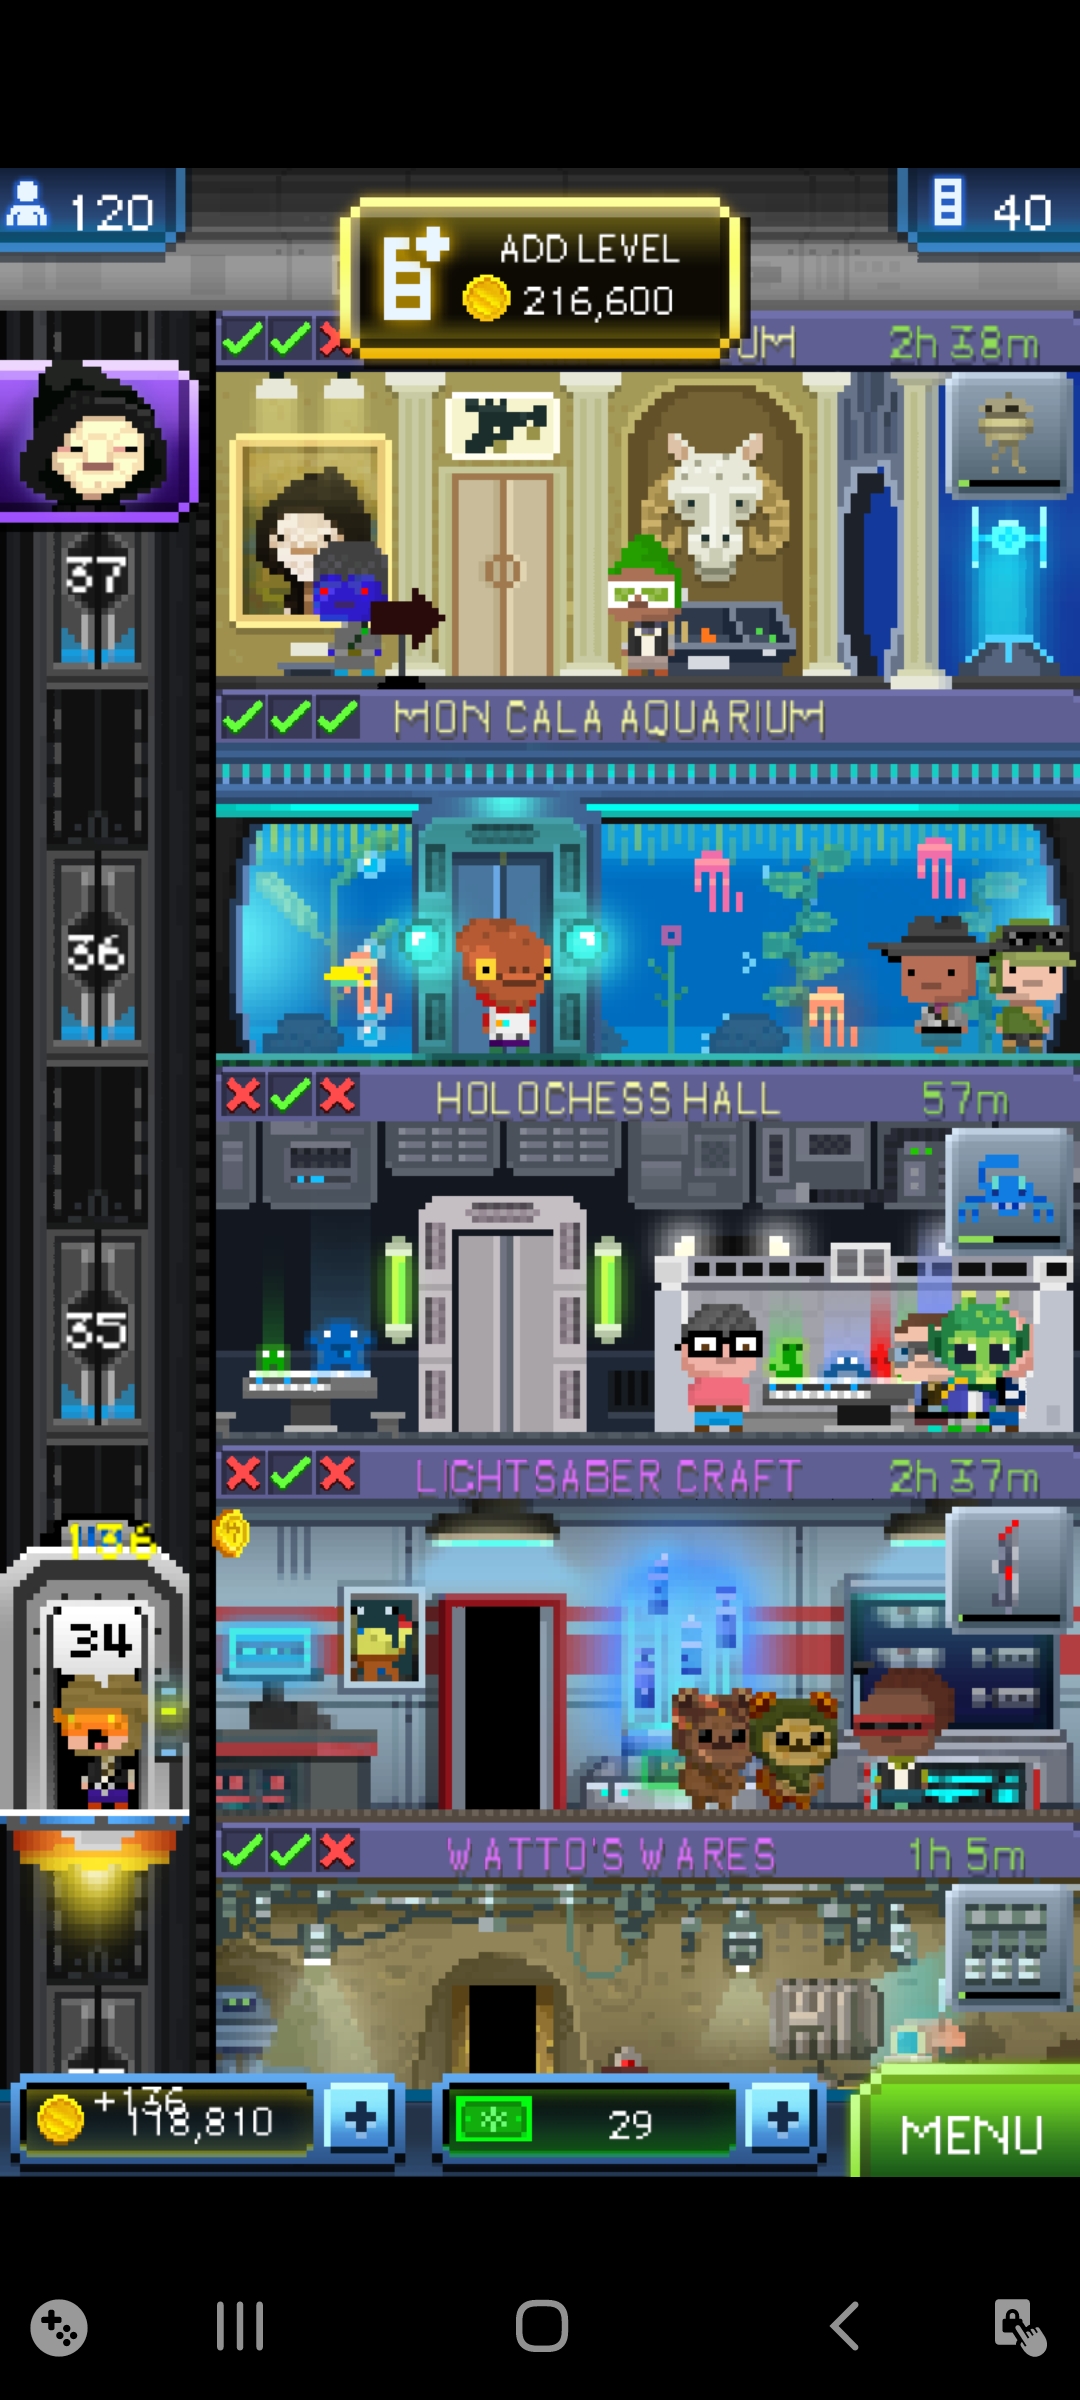 120
ADD LEVEL
216,600
40
UM 2h 38m
37
MON CALA AQUARIUM
36
HOLOCHESS HALL 57m
35
LIGHTSABER CRAFT 2h 37m
136
34
WATTO'S WARES 1h 5m
+136
118,810
29
MENU